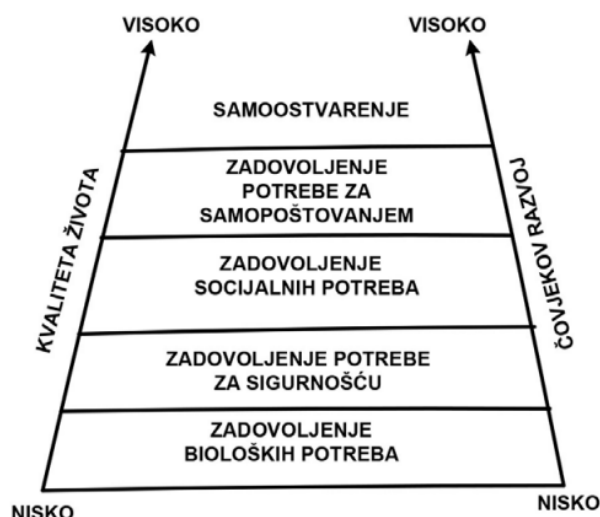 VISOKO
VISOKO
SAMOOSTVARENJE
ZADOVOLJENJE
POTREBE ZA
SAMOPOŠTOVANJEM
ZADOVOLJENJE
SOCIJALNIH POTREBA
KVALITETA ŽIVOTA
ČOVJEKOV RAZVOJ
ZADOVOLJENJE POTREBE
ZA SIGURNOŠĆU
ZADOVOLJENJE
BIOLOŠKIH POTREBA
NISKO
NISKO